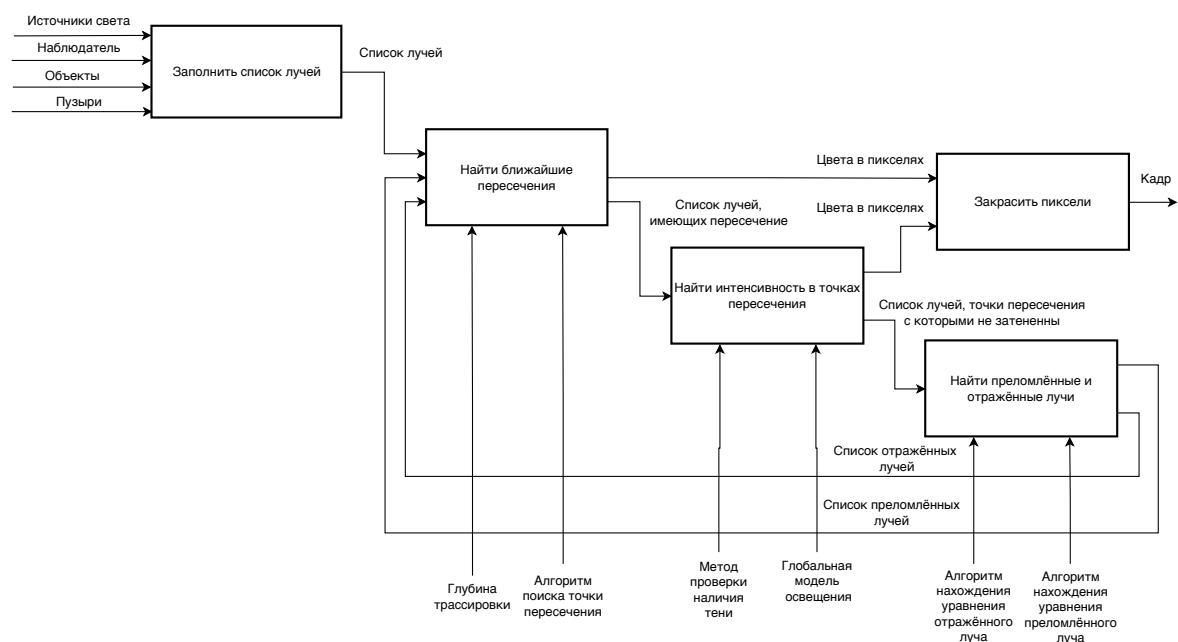 Источники света
Наблюдатель
Объекты
Пузыри
Заполнить список лучей
Список лучей
Найти ближайшие
пересечения
Цвета в пикселях
Закрасить пиксели
Кадр
Список лучей,
имеющих пересечение
Цвета в пикселях
Найти интенсивность в точках
пересечения
Список лучей, точки пересечения
с которыми не затененны
Найти преломлённые и
отражённые лучи
Список отражённых
лучей
Список преломлённых
лучей
Глубина
трассировки
Алгоритм
поиска точки
пересечения
Метод
проверки
наличия
тени
Глобальная
модель
освещения
Алгоритм
нахождения
уравнения
отражённого
луча
Алгоритм
нахождения
уравнения
преломлённого
луча